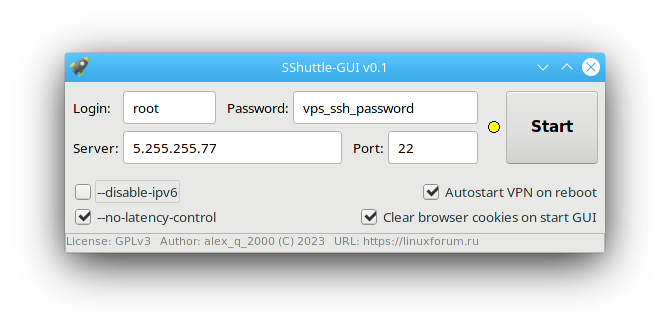 SShuttle-GUI v0.1
Login: root Password: vps_ssh_password
Start
Server: 5.255.255.77 Port: 22
--disable-ipv6 Autostart VPN on reboot
--no-latency-control Clear browser cookies on start GUI
License: GPLv3 Author: alex_q_2000 (C) 2023 URL: https://linuxforum.ru